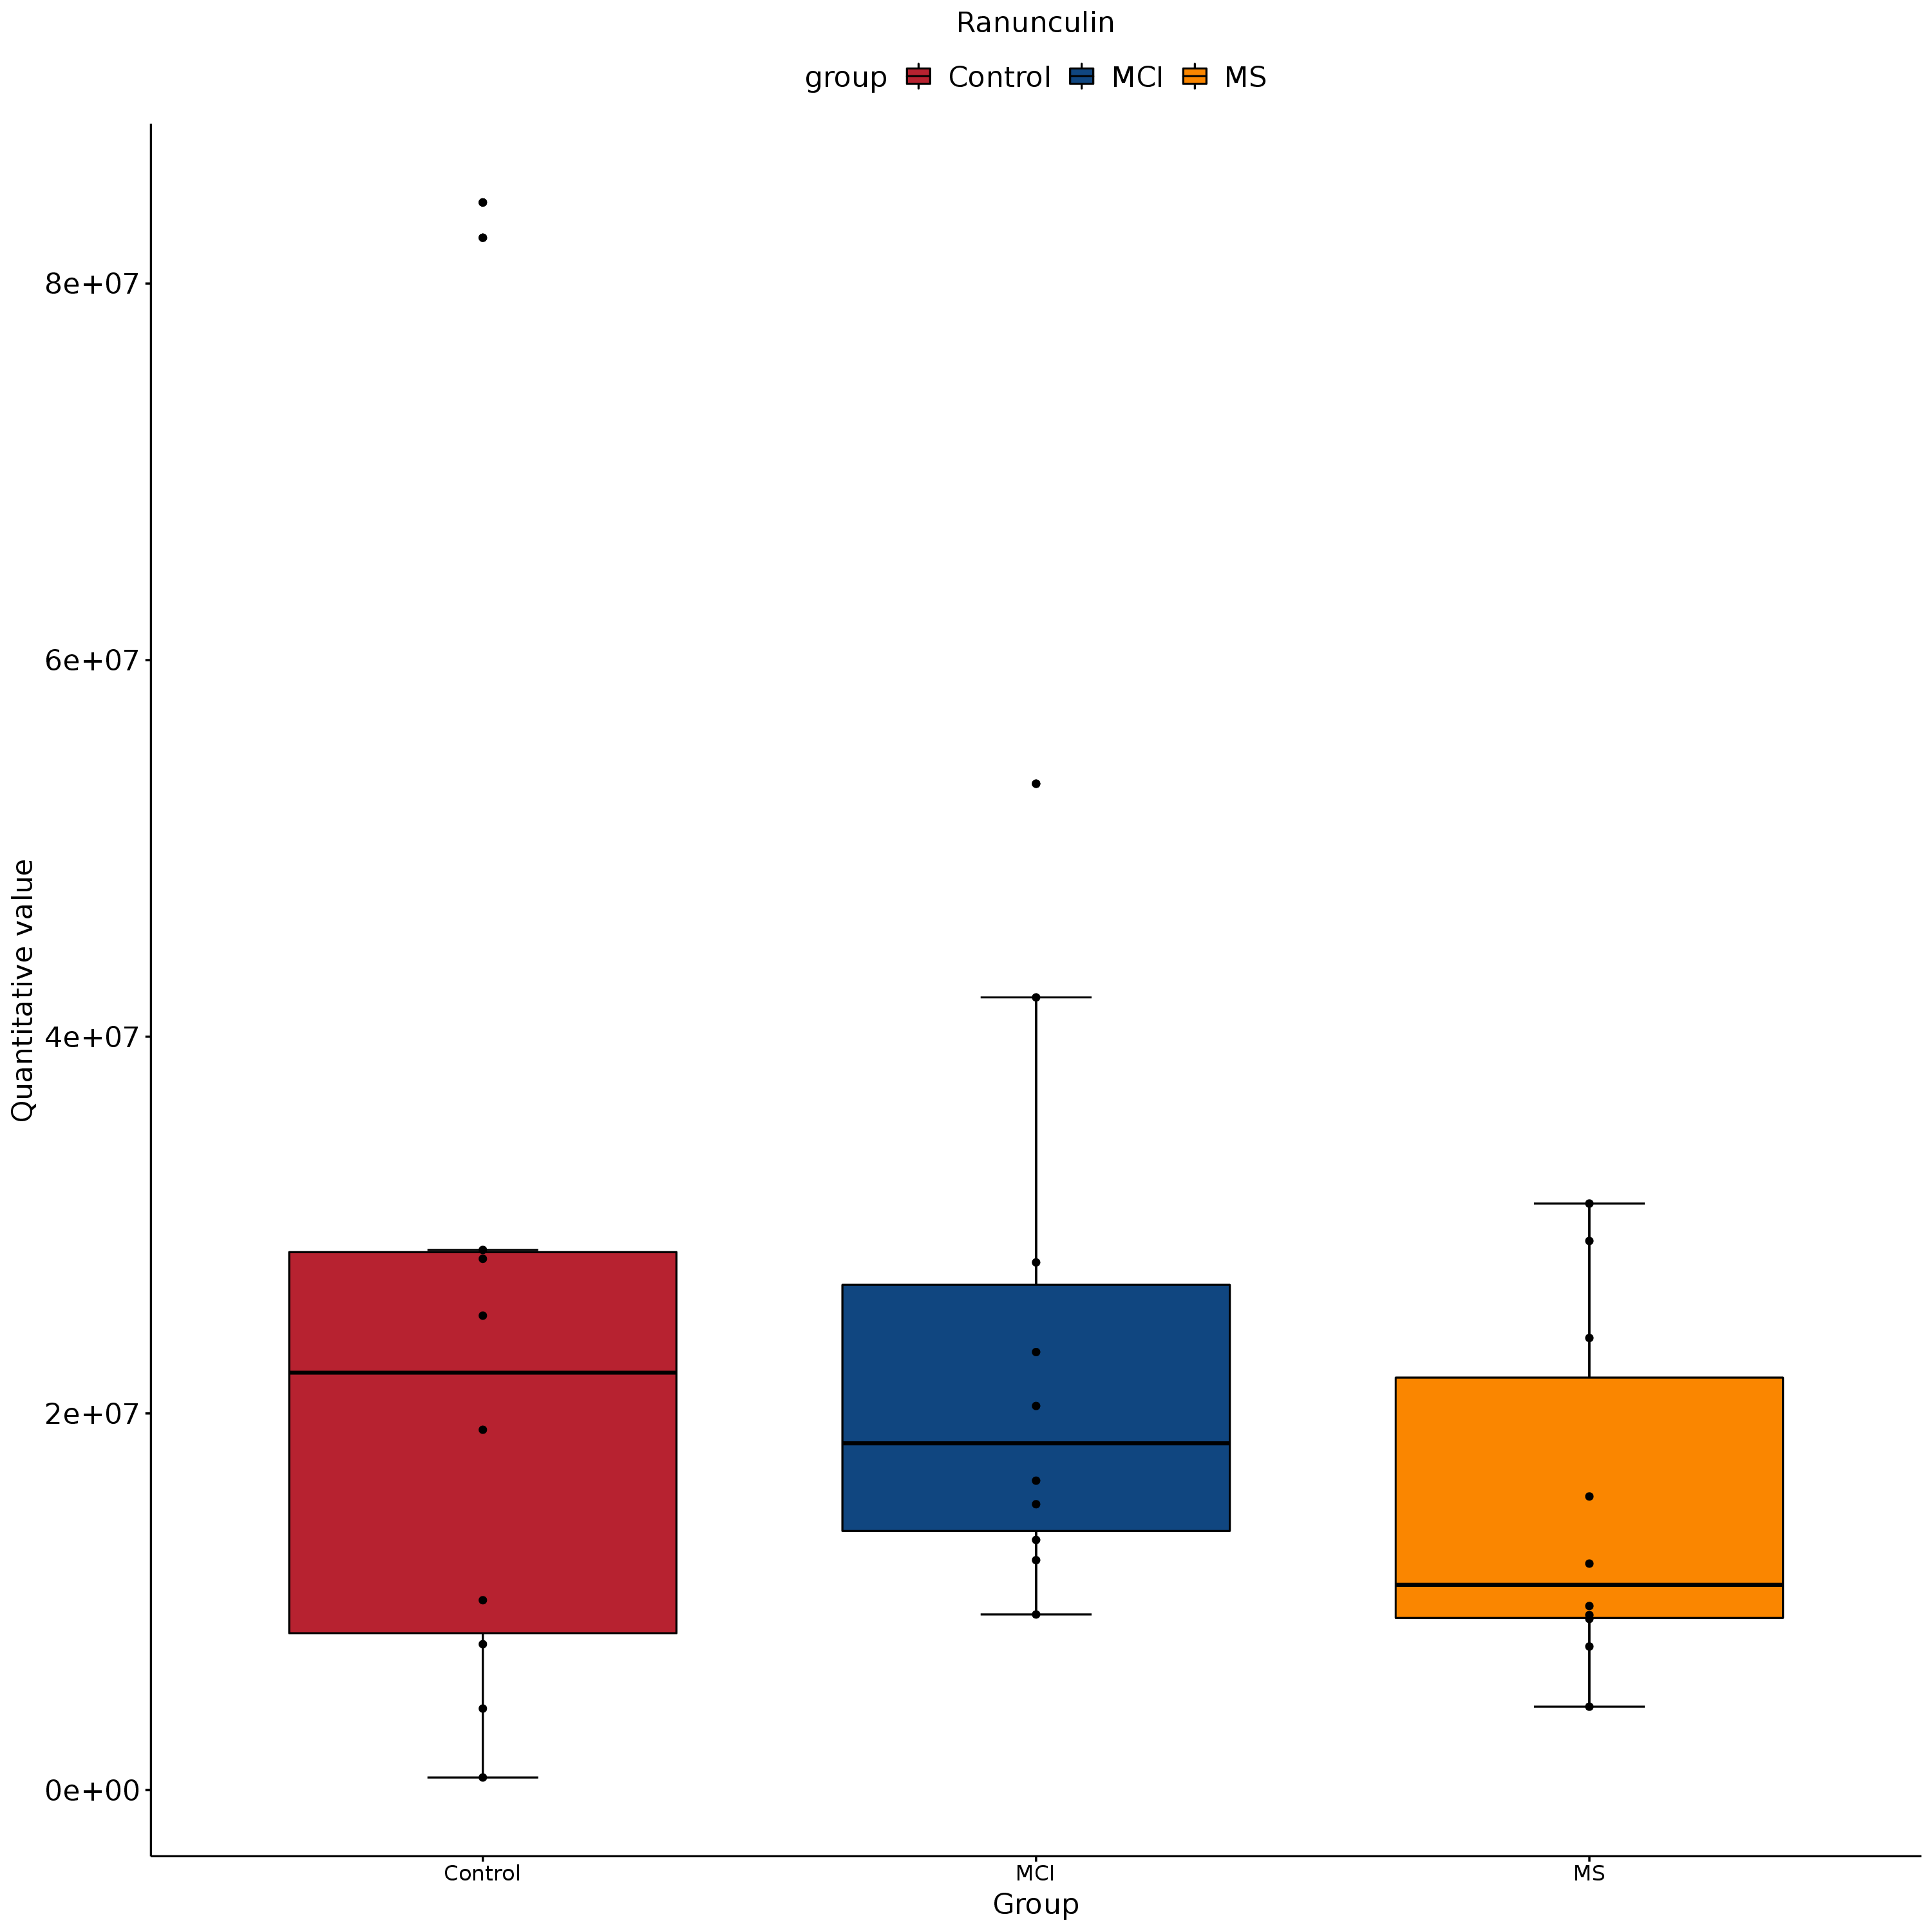 Ranunculin
group Control MCI MS
Quantitative value
8e+07
6e+07
4e+07
2e+07
0e+00
Control MCI MS
Group